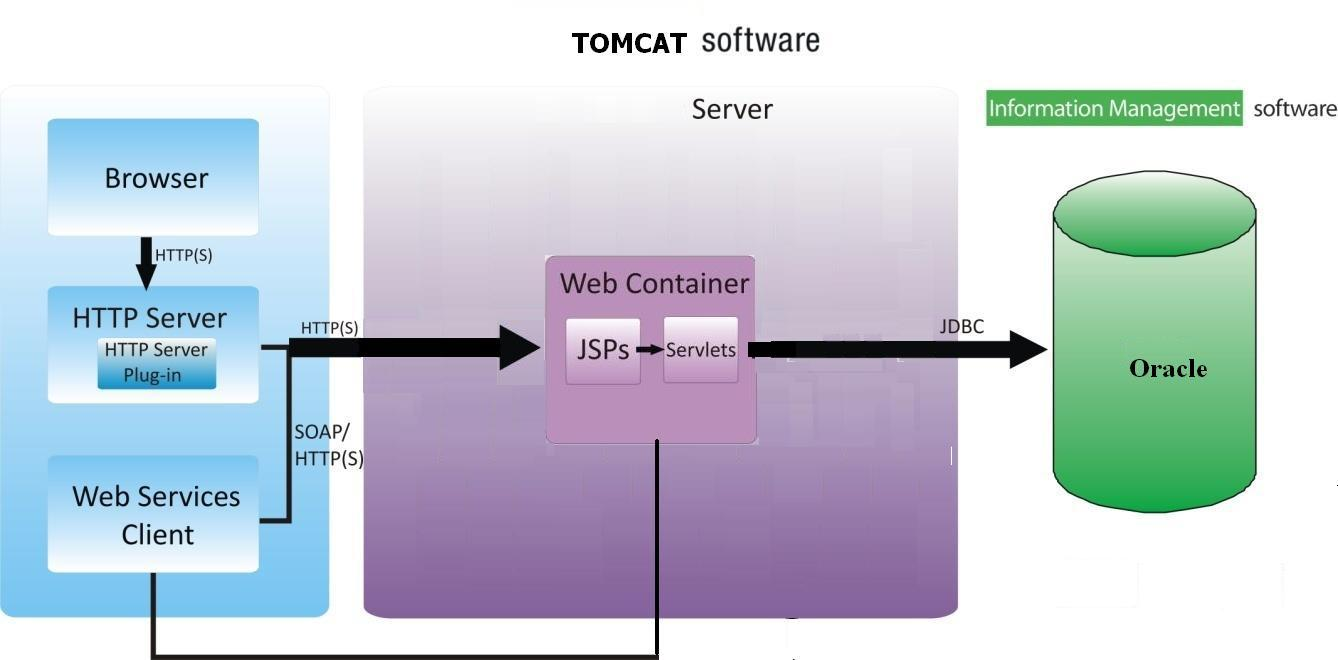 TOMCAT software
Server
Information Management software
Browser
HTTP(S)
HTTP Server
HTTP Server
Plug-in
HTTP(S)
SOAP/
HTTP(S)
Web Services
Client
Web Container
JSPs
Servlets
JDBC
Oracle